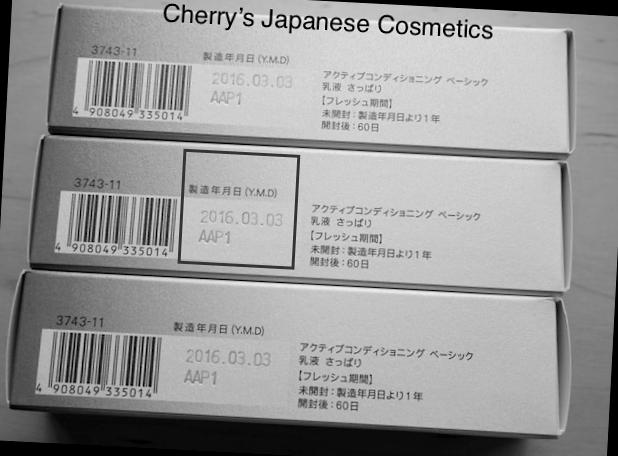 Cherry's Japanese Cosmetics
3743-11
製造年月日(Y.M.D)
2016.03.03
AAP1
4 908049 335014
アクティブコンディショニング ベーシック
乳液 さっぱり
【フレッシュ期間】
未開封:製造年月日より1年
開封後:60日
3743-11
製造年月日(Y.M.D)
2016.03.03
AAP1
4 908049 335014
アクティブコンディショニング ベーシック
乳液 さっぱり
【フレッシュ期間】
未開封:製造年月日より1年
開封後:60日
3743-11
製造年月日(Y.M.D)
2016.03.03
AAP1
4 908049 335014
アクティブコンディショニング ベーシック
乳液 さっぱり
【フレッシュ期間】
未開封:製造年月日より1年
開封後:60日